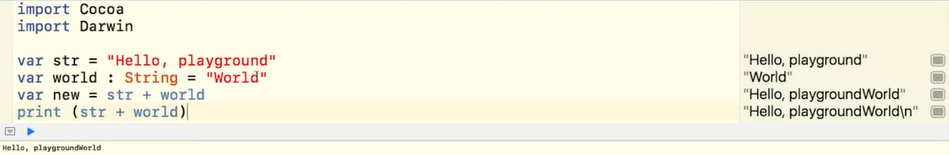 import Cocoa
import Darwin
var str = "Hello, playground"
"Hello, playground"
var world : String = "World"
"World"
var new = str + world
"Hello, playgroundWorld"
print (str + world)
"Hello, playgroundWorld\n"
Hello, playgroundWorld